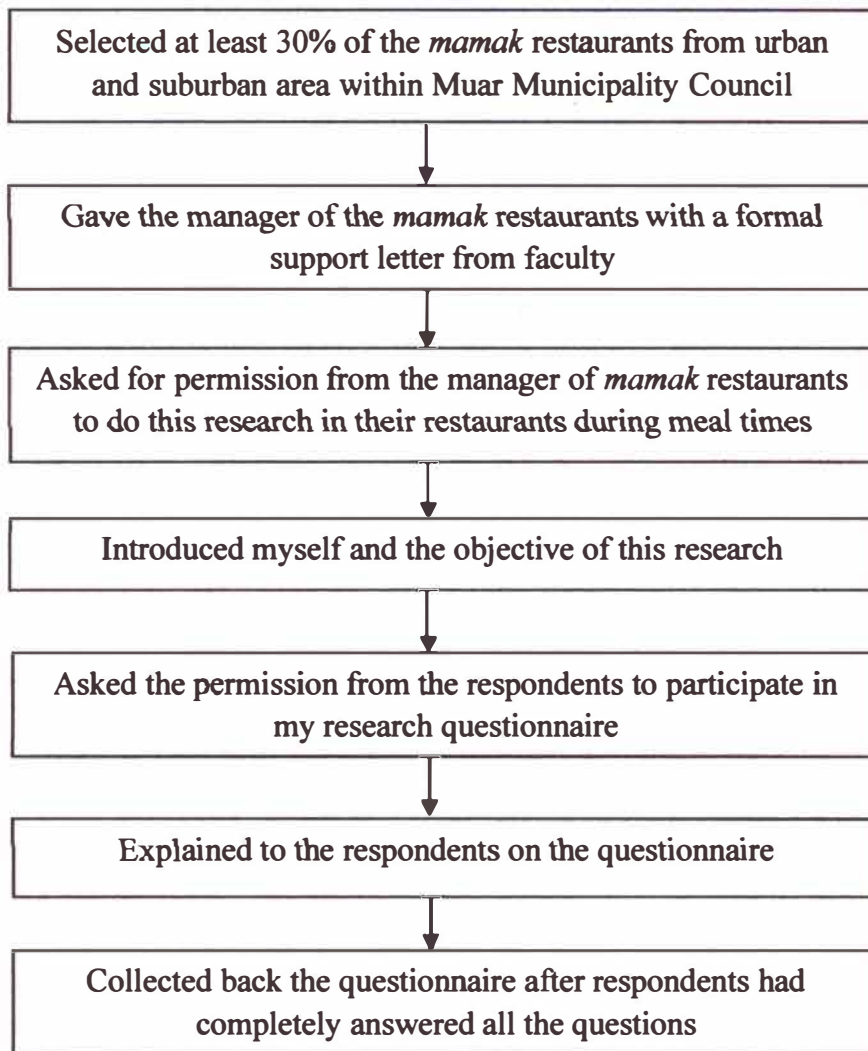 Selected at least 30% of the mamak restaurants from urban
and suburban area within Muar Municipality Council
Gave the manager of the mamak restaurants with a formal
support letter from faculty
Asked for permission from the manager of mamak restaurants
to do this research in their restaurants during meal times
Introduced myself and the objective of this research
Asked the permission from the respondents to participate in
my research questionnaire
Explained to the respondents on the questionnaire
Collected back the questionnaire after respondents had
completely answered all the questions